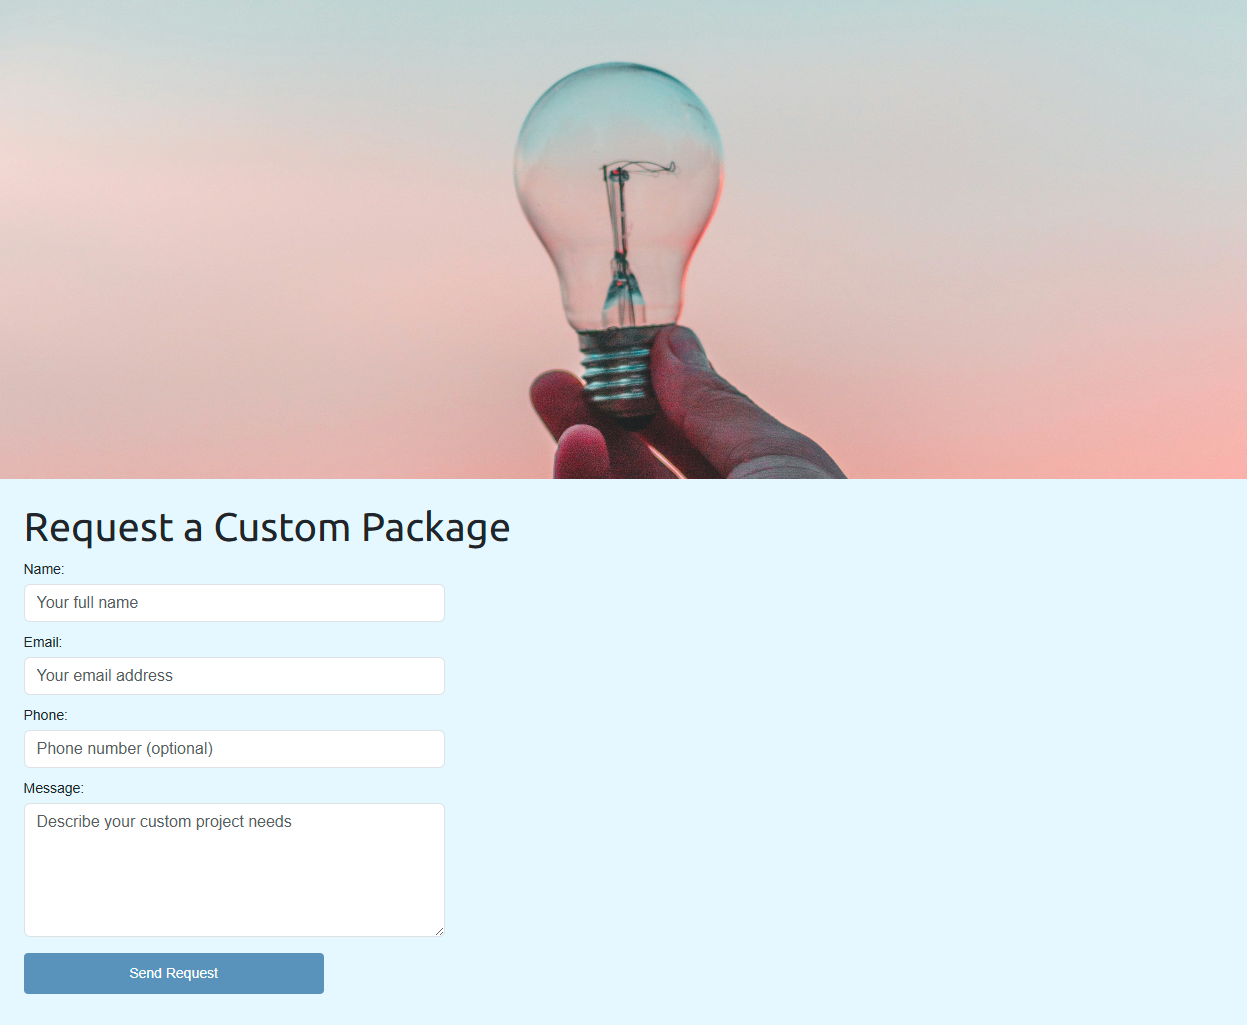 Request a Custom Package
Name:
Your full name
Email:
Your email address
Phone:
Phone number (optional)
Message:
Describe your custom project needs
Send Request